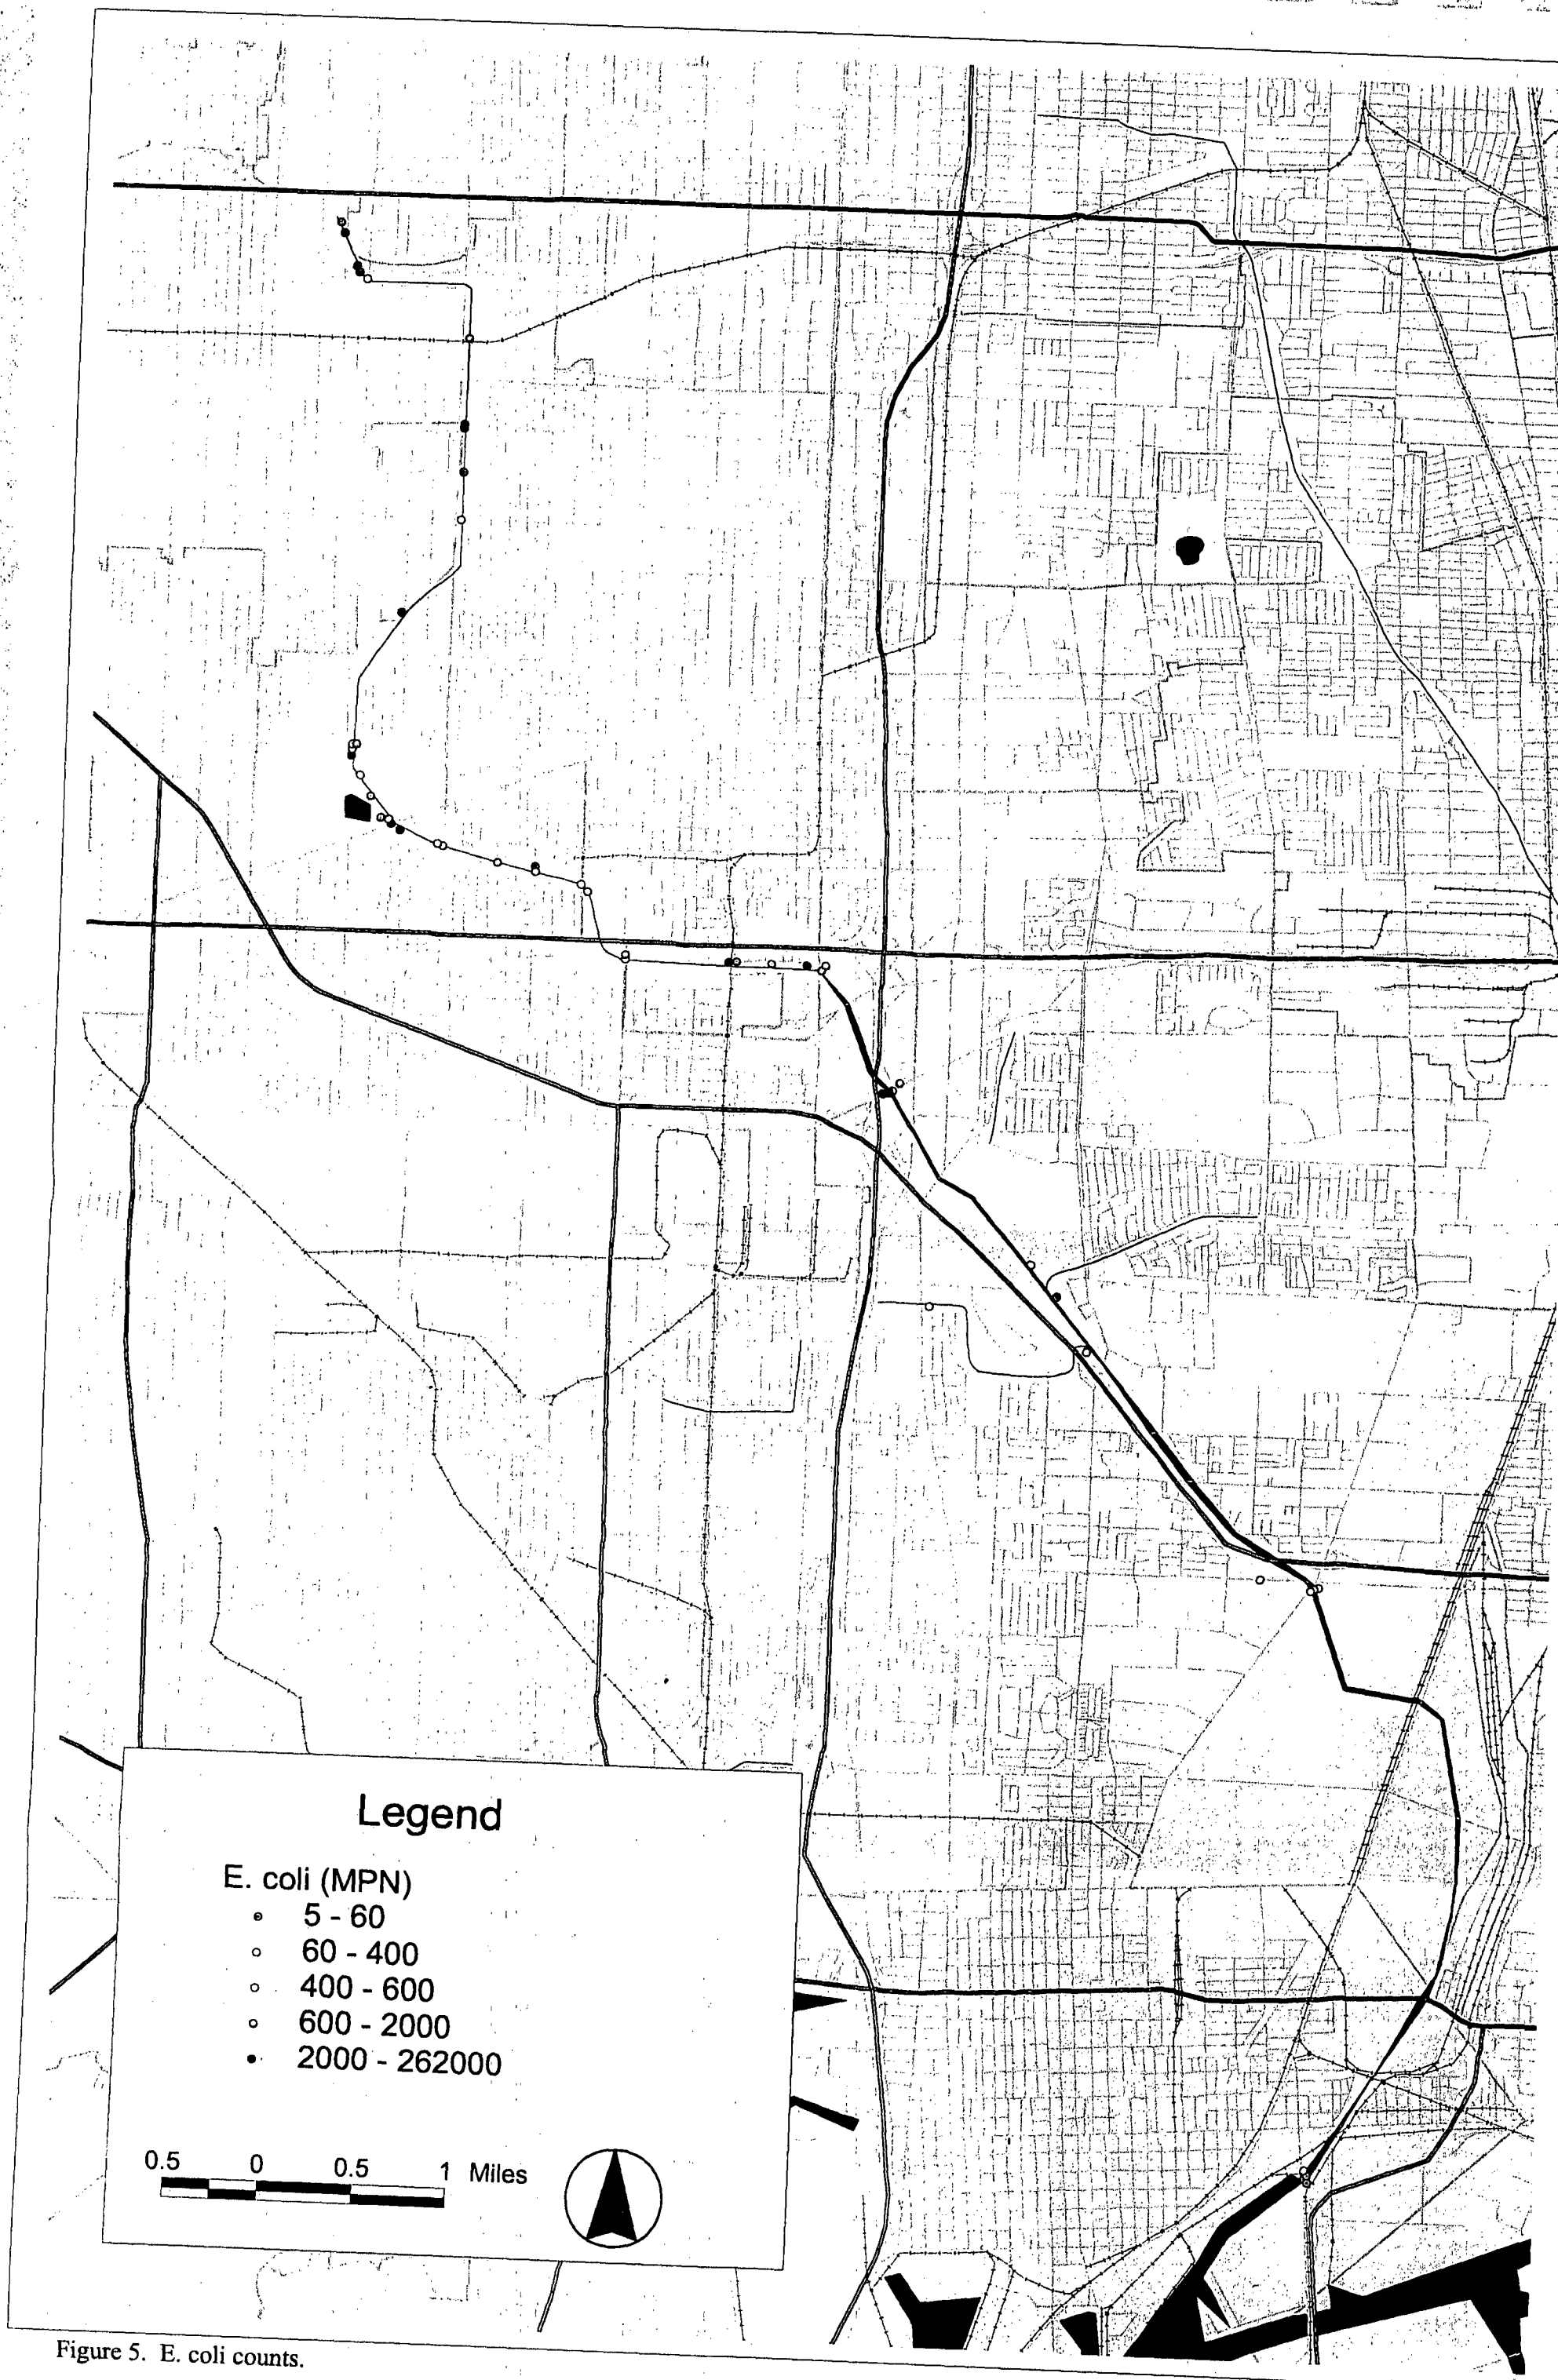 Legend
E. coli (MPN)
5 - 60
60 - 400
400 - 600
600 - 2000
2000 - 262000
0.5 0 0.5 1 Miles
Figure 5. E. coli counts.